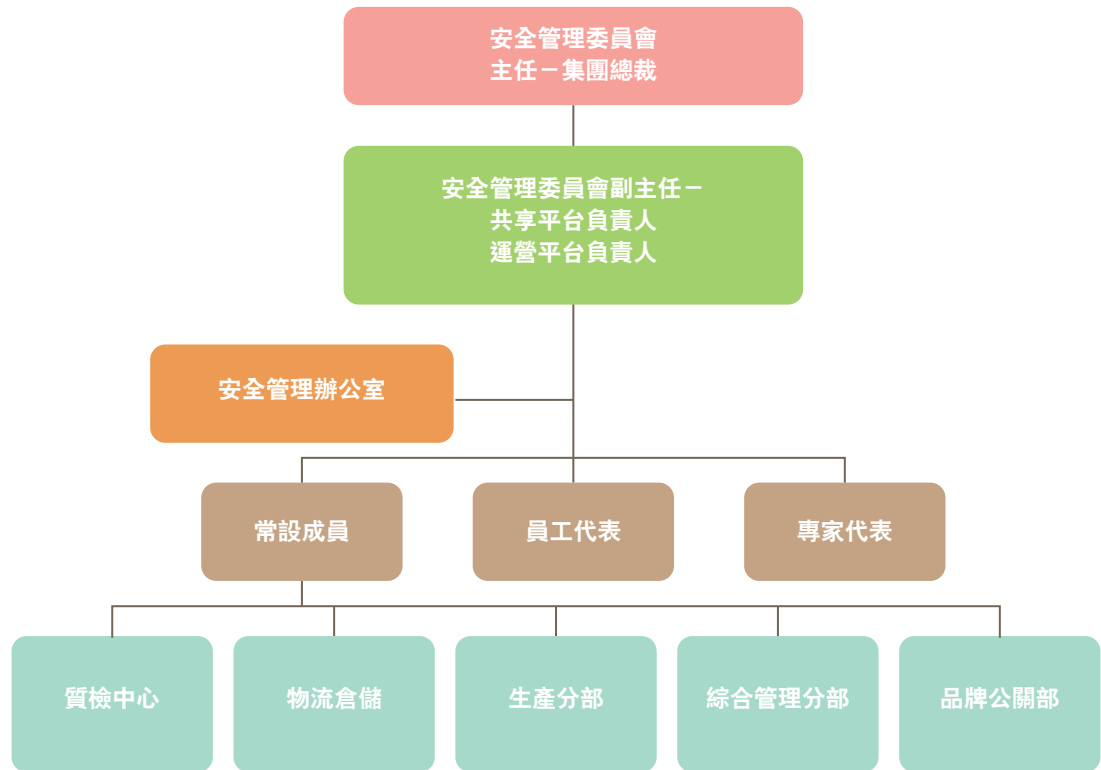 安全管理委員會
主任－集團總裁
安全管理委員會副主任－
共享平台負責人
運營平台負責人
安全管理辦公室
常設成員
員工代表
專家代表
質檢中心
物流倉儲
生產分部
綜合管理分部
品牌公關部